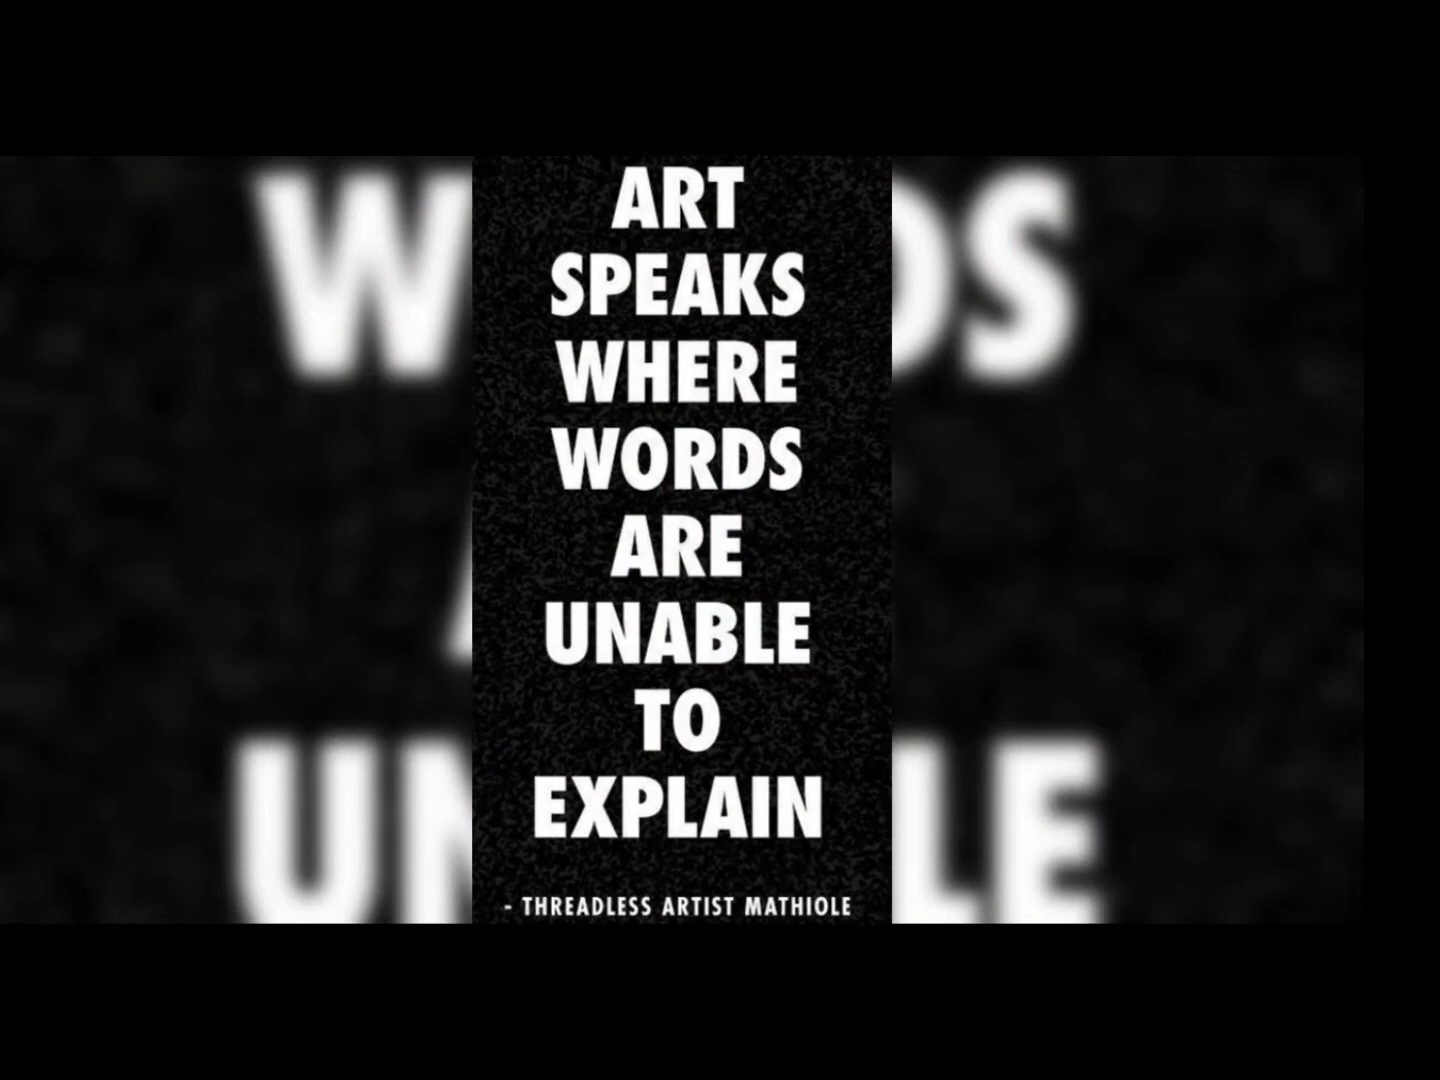 ART
SPEAKS
WHERE
WORDS
ARE
UNABLE
TO
EXPLAIN
- THREADLESS ARTIST MATHIOLE